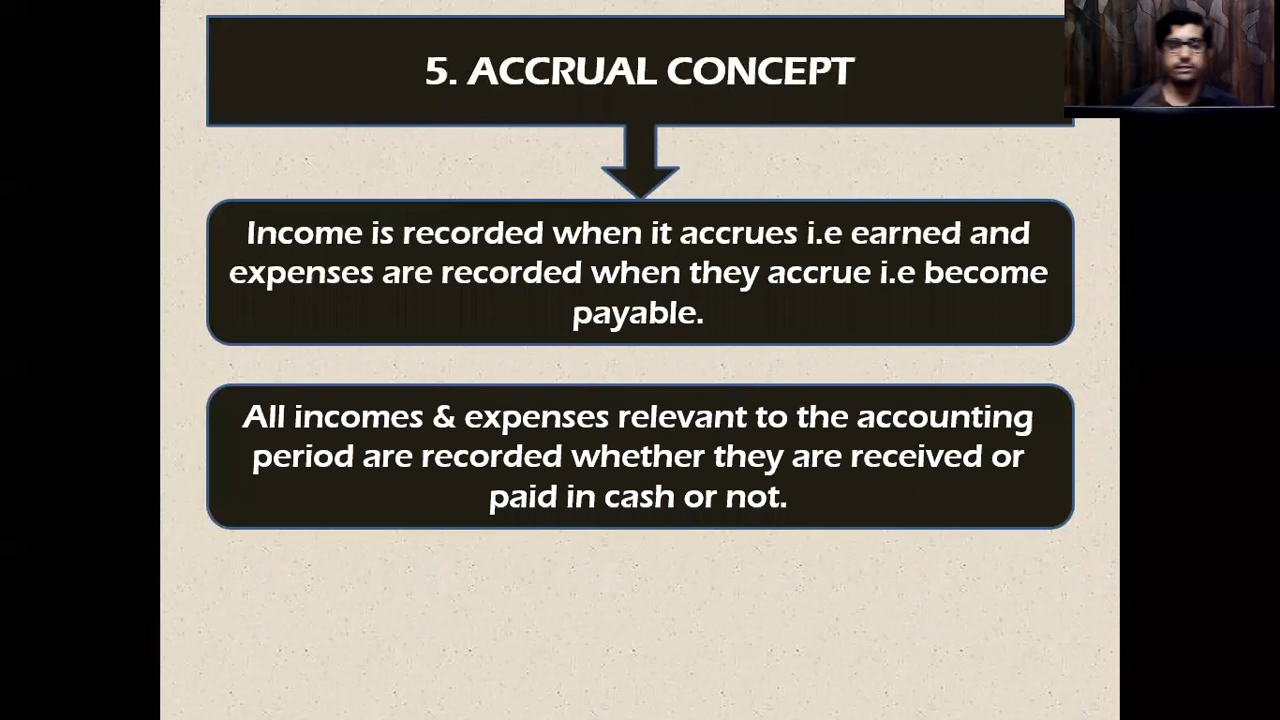 5. ACCRUAL CONCEPT
Income is recorded when it accrues i.e earned and
expenses are recorded when they accrue i.e become
payable.
All incomes & expenses relevant to the accounting
period are recorded whether they are received or
paid in cash or not.